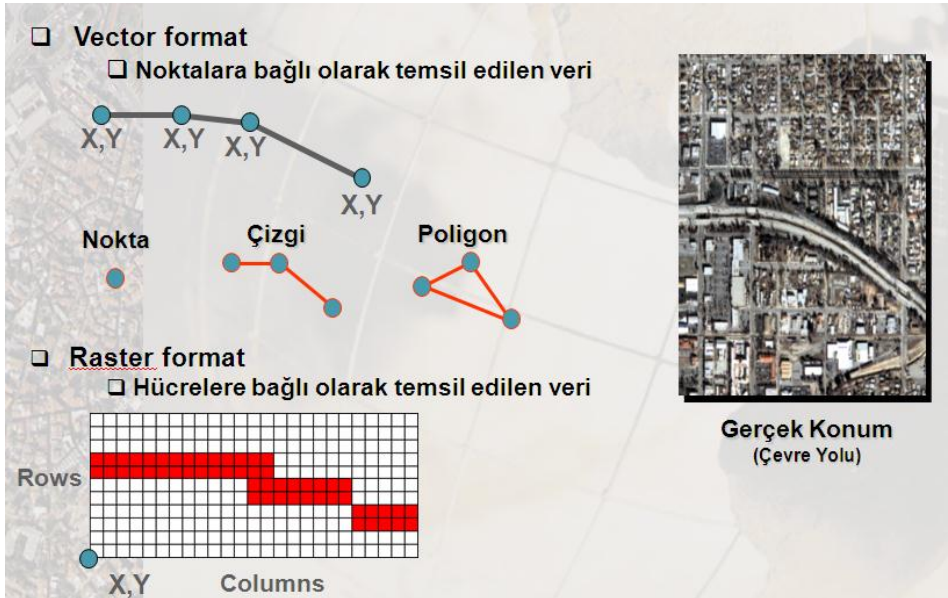 Vector format
Noktalara bağlı olarak temsil edilen veri
X,Y X,Y X,Y
X,Y
Nokta Çizgi Poligon
Raster format
Hücrelere bağlı olarak temsil edilen veri
Rows
X,Y Columns
Gerçek Konum
(Çevre Yolu)